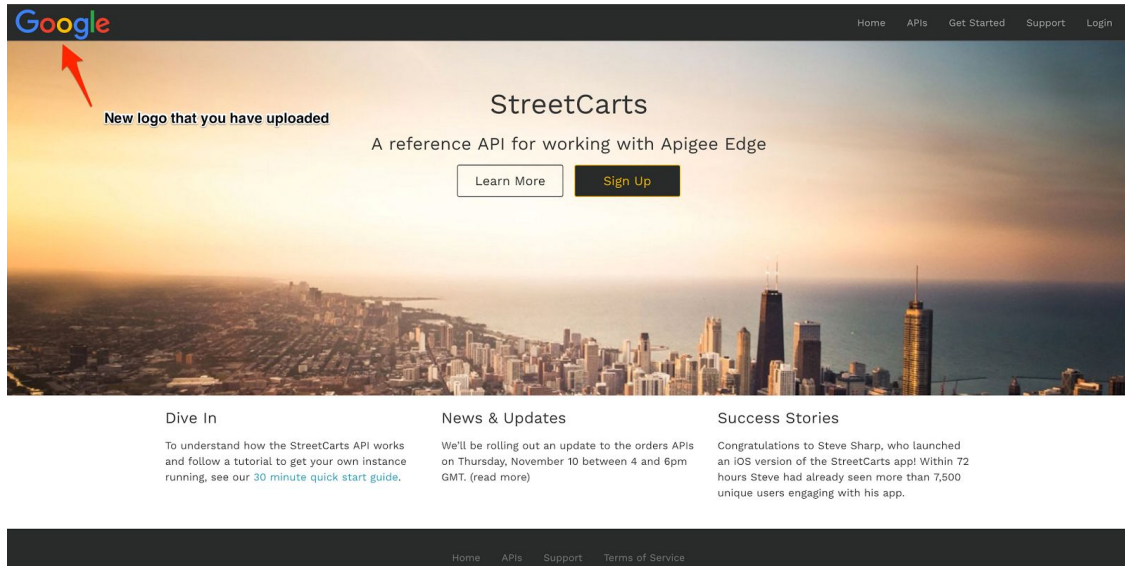 Google
Home APIs Get Started Support Login
New logo that you have uploaded
StreetCarts
A reference API for working with Apigee Edge
Learn More Sign Up
Dive In
To understand how the StreetCarts API works
and follow a tutorial to get your own instance
running, see our 30 minute quick start guide.
News & Updates
We'll be rolling out an update to the orders APIs
on Thursday, November 10 between 4 and 6pm
GMT. (read more)
Success Stories
Congratulations to Steve Sharp, who launched
an iOS version of the StreetCarts app! Within 72
hours Steve had already seen more than 7,500
unique users engaging with his app.
Home APIs Support Terms of Service